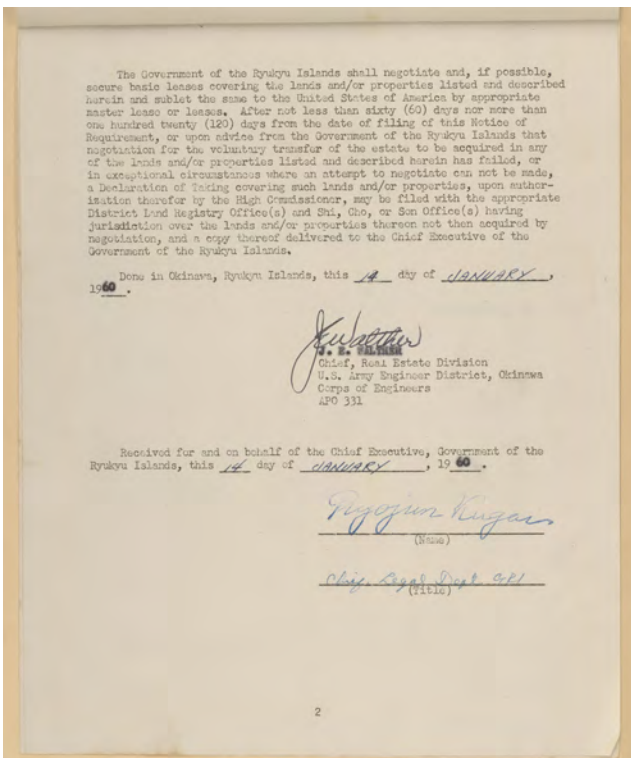 The Government of the Ryukyu Islands shall negotiate and, if possible,
secure basic leases covering the lands and/or properties listed and described
herein and sublet the same to the United States of America by appropriate
master lease or leases. After not less than sixty (60) days nor more than
one hundred twenty (120) days from the date of filing of this Notice of
Requirement, or upon advice from the Government of the Ryukyu Islands that
negotiation for the voluntary transfer of the estate to be acquired in any
of the lands and/or properties listed and described herein has failed, or
in exceptional circumstances where an attempt to negotiate can not be made,
a Declaration of Taking covering such lands and/or properties, upon author-
ization therefor by the High Commissioner, may be filed with the appropriate
District Land Registry Office(s) and Shi, Cho, or Son Office(s) having
jurisdiction over the lands and/or properties thereon not then acquired by
negotiation, and a copy thereof delivered to the Chief Executive of the
Government of the Ryukyu Islands.
Done in Okinawa, Ryukyu Islands, this 14 day of JANUARY,
1960.
J. E. Walther
J. E. WALTHER
Chief, Real Estate Division
U.S. Army Engineer District, Okinawa
Corps of Engineers
APO 331
Received for and on behalf of the Chief Executive, Government of the
Ryukyu Islands, this 14 day of JANUARY, 1960.
Ryojun Kugai
(Name)
Chief, Legal Dept GRI
(Title)
2